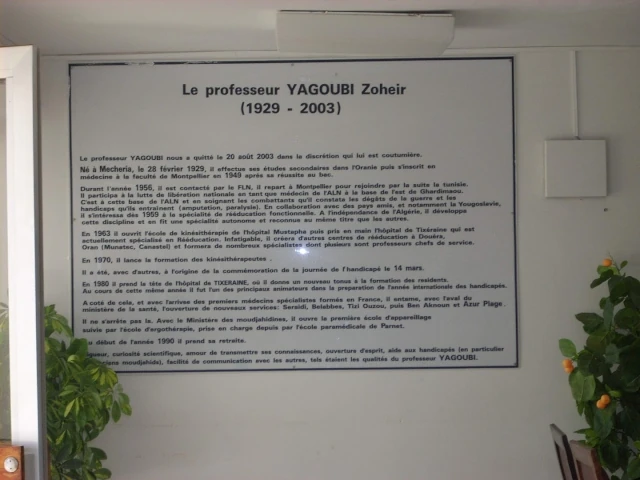 Le professeur YAGOUBI Zoheir
(1929 - 2003)
Le professeur YAGOUBI nous a quitté le 20 août 2003 dans le discrétion qui lui est coutumière.
Né à Mecheria, le 28 février 1929, il effectue ses études secondaires dans l'Oranie puis s'inscrit en
médecine à la faculté de Montpellier en 1949 après sa réussite au bac.
Durant l'année 1956, il est contacté par le FLN, il repart à Montpellier pour rejoindre par la suite la tunisie.
Il participa à la lutte de libération nationale en tant que médecin de l'ALN à la base de l'est de Ghardimaou.
C'est à cette base de l'ALN et en soignant les combattants qu'il constata les dégâts de la guerre et les
handicaps qu'ils entraînent (amputation, paralysie). En collaboration avec des pays amis, et notamment la Yougoslavie,
il s'intéressa dès 1959 à la spécialité de rééducation fonctionnelle. A l'indépendance de l'Algérie, il développa
cette discipline et en fit une spécialité autonome et reconnue au même titre que les autres.
En 1963 il ouvrit l'école de kinésithérapie de l'hôpital Mustapha puis prit en main l'hôpital de Tixéraine qui est
actuellement spécialisé en Rééducation. Infatigable, il créera d'autres centres de rééducation à Douéra,
Oran (Munatec, Canastel) et formera de nombreux spécialistes dont plusieurs sont professeurs chefs de service.
En 1970, il lance la formation des kinésithérapeutes .
Il a été, avec d'autres, à l'origine de la commémoration de la journée de l'handicapé le 14 mars.
En 1980 il prend la tête de l'hôpital de TIXERAINE, où il donne un nouveau tonus à la formation des residents.
Au cours de cette même année il fut l'un des principaux animateurs dans la préparation de l'année internationale des handicapés.
A coté de cela, et avec l'arrivee des premiers médecins spécialistes formés en France, il entame, avec l'aval du
ministère de la santé, l'ouverture de nouveaux services: Seraidi, Belabbes, Tizi Ouzou, puis Ben Aknoun et Azur Plage.
Il ne s'arrête pas là. Avec le Ministère des moudjahidines, il ouvre la première école d'appareillage
suivie par l'école d'ergothérapie, prise en charge depuis par l'école paramédicale de Parnet.
au début de l'année 1990 il prend sa retraite.
curiosité scientifique, amour de transmettre ses connaissances, ouverture d'esprit, aide aux handicapés (en particulier
anciens moudjahids), facilité de communication avec les autres, tels étaient les qualités du professeur YAGOUBI.